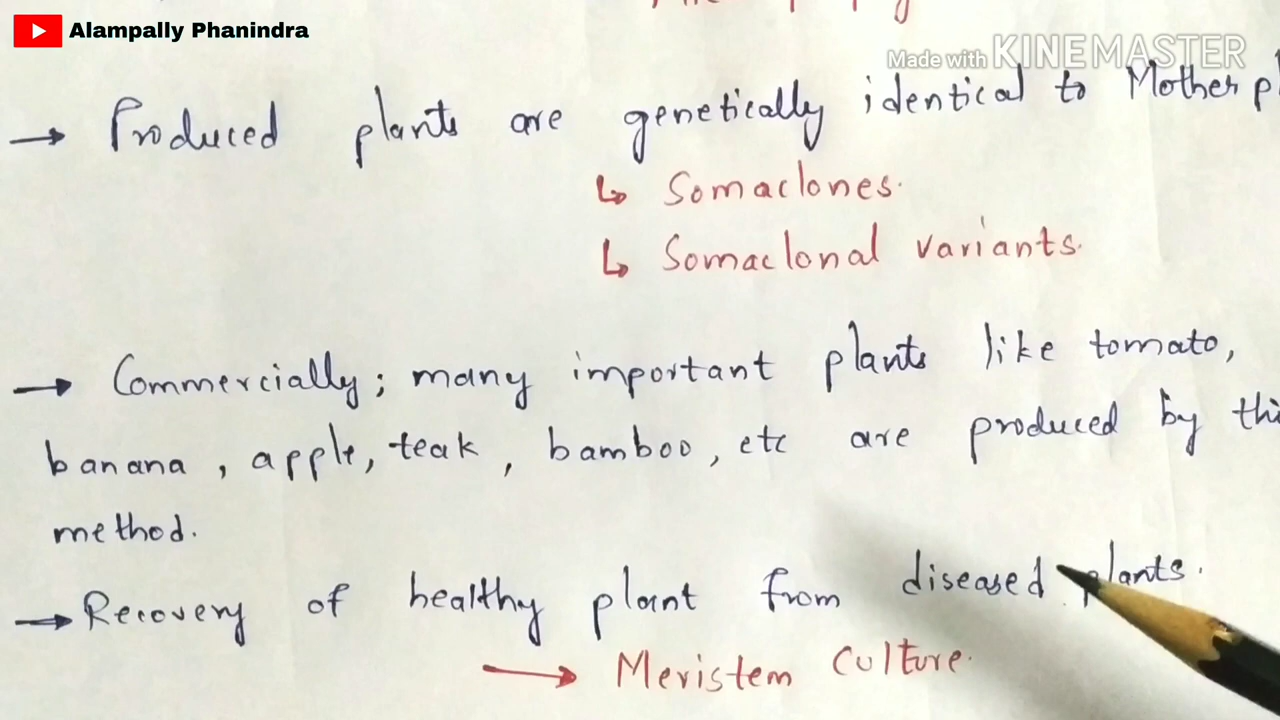 Alampally Phanindra
Made with KINEMASTER
→ Produced plants are genetically identical to Mother pl
↳ Somaclones.
↳ Somaclonal variants.
→ Commercially; many important plants like tomato,
banana, apple, teak, bamboo, etc are produced by thi
method.
→ Recovery of healthy plant from diseased plants.
→ Meristem Culture.